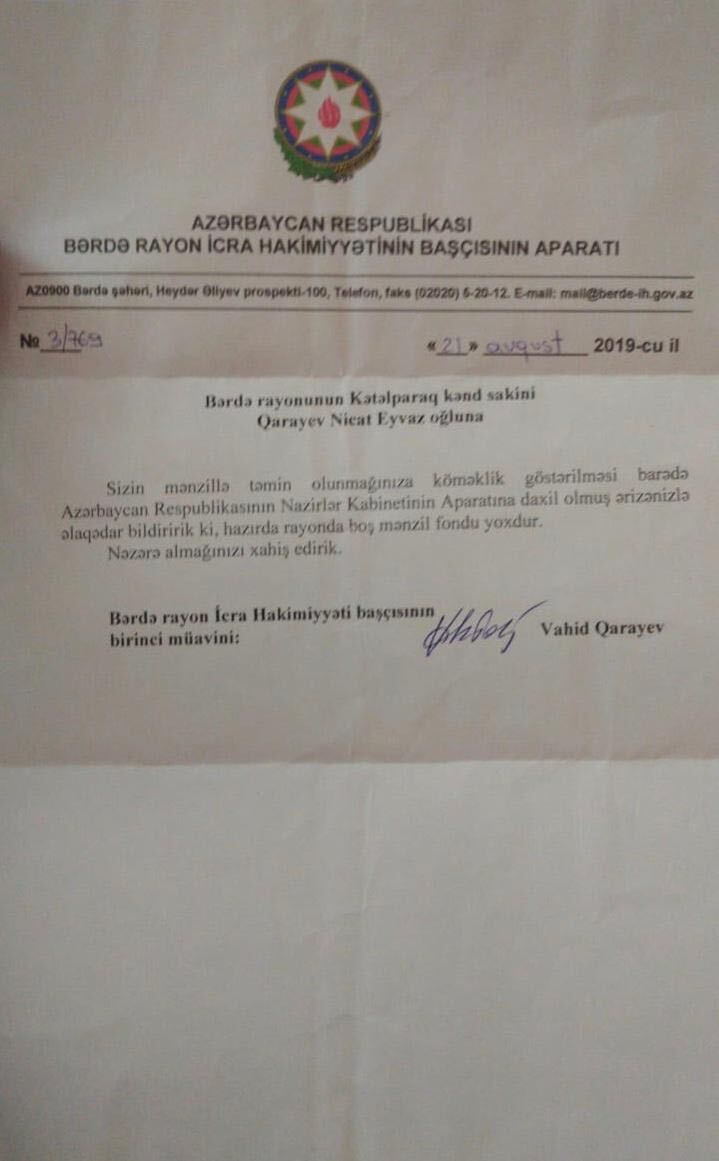 AZƏRBAYCAN RESPUBLİKASI
BƏRDƏ RAYON İCRA HAKİMİYYƏTİNİN BAŞÇISININ APARATI
AZ0900 Bərdə şəhəri, Heydər Əliyev prospekti-100, Telefon, faks (02020) 5-20-12. E-mail: mail@berde-ih.gov.az
№ 3/769 «21» avqust 2019-cu il
Bərdə rayonunun Kətəlparaq kənd sakini
Qarayev Nicat Eyvaz oğluna
Sizin mənzillə təmin olunmağınıza köməklik göstərilməsi barədə
Azərbaycan Respublikasının Nazirlər Kabinetinin Aparatına daxil olmuş ərizənizlə
əlaqədar bildiririk ki, hazırda rayonda boş mənzil fondu yoxdur.
Nəzərə almağınızı xahiş edirik.
Bərdə rayon İcra Hakimiyyəti başçısının
birinci müavini: Vahid Qarayev